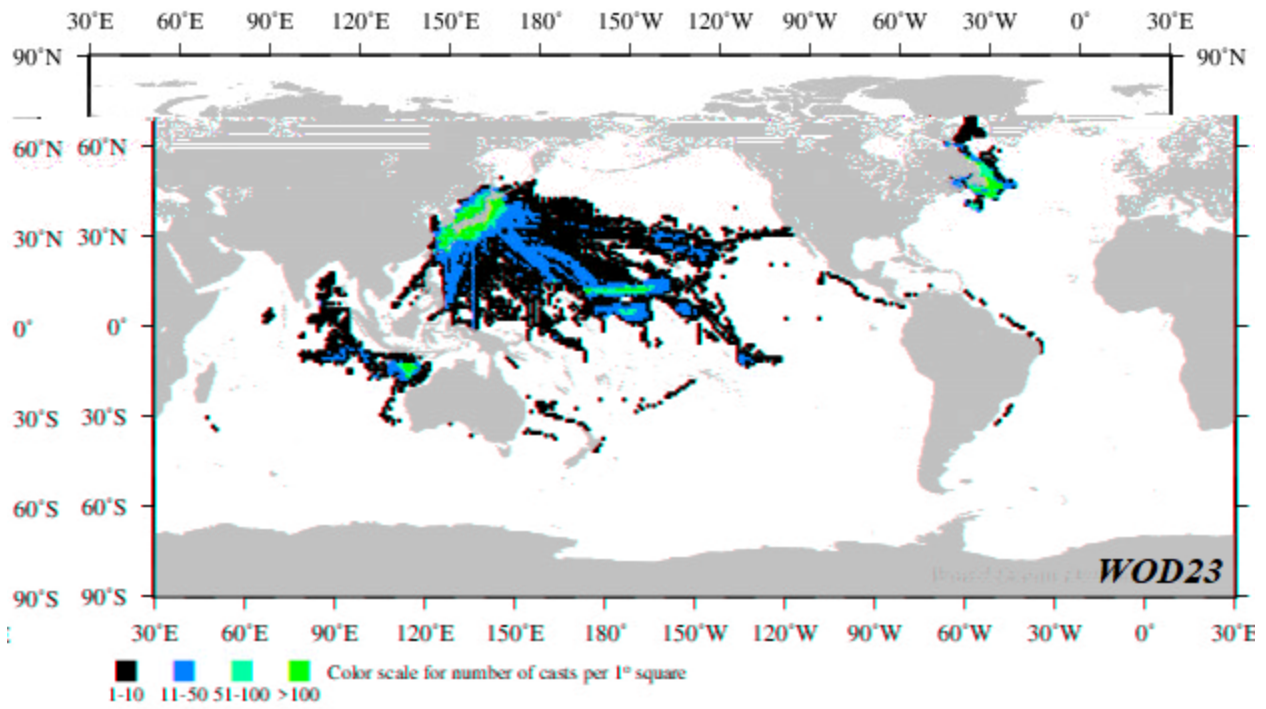 30˚E 60˚E 90˚E 120˚E 150˚E 180˚ 150˚W 120˚W 90˚W 60˚W 30˚W 0˚ 30˚E
90˚N 90˚N
60˚N 60˚N
30˚N 30˚N
0˚ 0˚
30˚S 30˚S
60˚S 60˚S
WOD23
90˚S 90˚S
30˚E 60˚E 90˚E 120˚E 150˚E 180˚ 150˚W 120˚W 90˚W 60˚W 30˚W 0˚ 30˚E
Color scale for number of casts per 1º square
1-10 11-50 51-100 >100